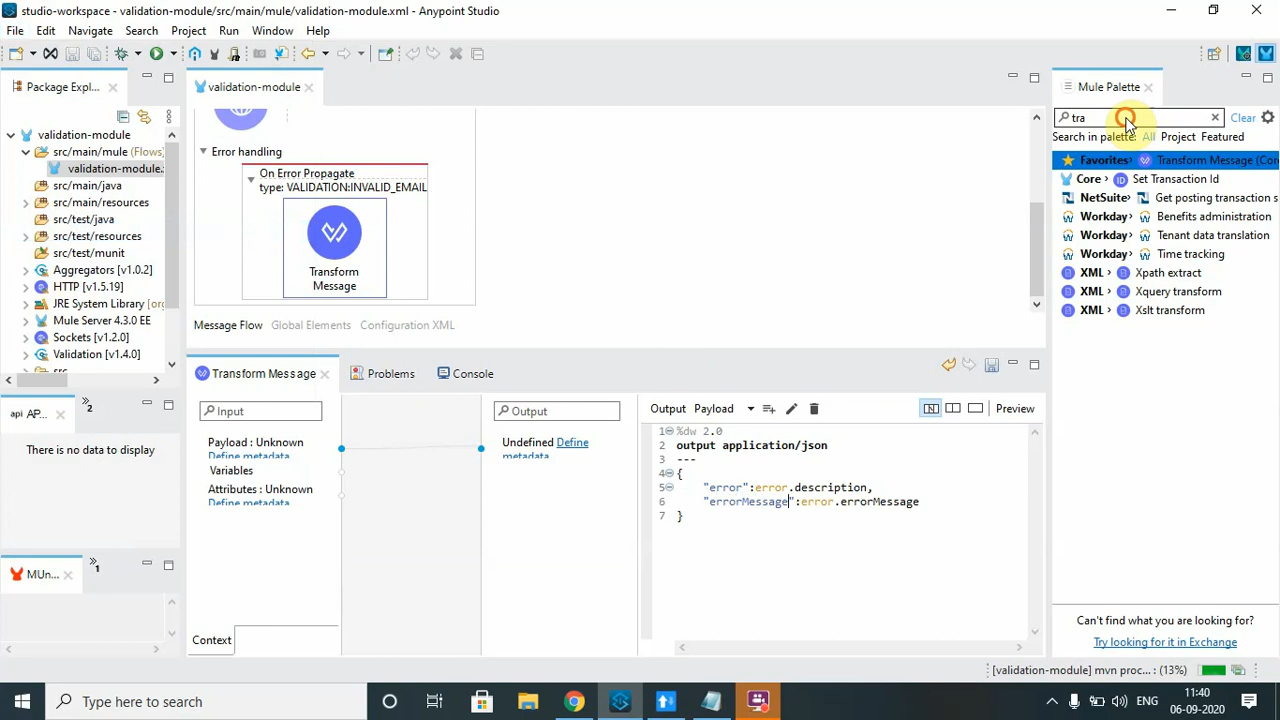 studio-workspace - validation-module/src/main/mule/validation-module.xml - Anypoint Studio
File Edit Navigate Search Project Run Window Help
Package Expl...
validation-module
src/main/mule (Flows)
validation-module.
src/main/java
src/main/resources
src/test/java
src/test/resources
src/test/munit
Aggregators [v1.0.2]
HTTP [v1.5.19]
JRE System Library [org
Mule Server 4.3.0 EE
Sockets [v1.2.0]
Validation [v1.4.0]
src
api AP...
2
There is no data to display
MUn...
1
validation-module
Error handling
On Error Propagate
type: VALIDATION:INVALID_EMAIL
Transform
Message
Message Flow Global Elements Configuration XML
Transform Message Problems Console
Input
Payload : Unknown
Define metadata
Variables
Attributes : Unknown
Define metadata
Context
Output
Undefined Define
metadata...
Output Payload Preview
1 %dw 2.0
2 output application/json
3 ---
4 {
5 "error":error.description,
6 "errorMessage":error.errorMessage
7 }
Mule Palette
tra Clear
Search in palette: All Project Featured
Favorites Transform Message (Cor
Core Set Transaction Id
NetSuite Get posting transaction s
Workday Benefits administration
Workday Tenant data translation
Workday Time tracking
XML Xpath extract
XML Xquery transform
XML Xslt transform
Can't find what you are looking for?
Try looking for it in Exchange
[validation-module] mvn proc... : (13%)
Type here to search
ENG
11:40
06-09-2020